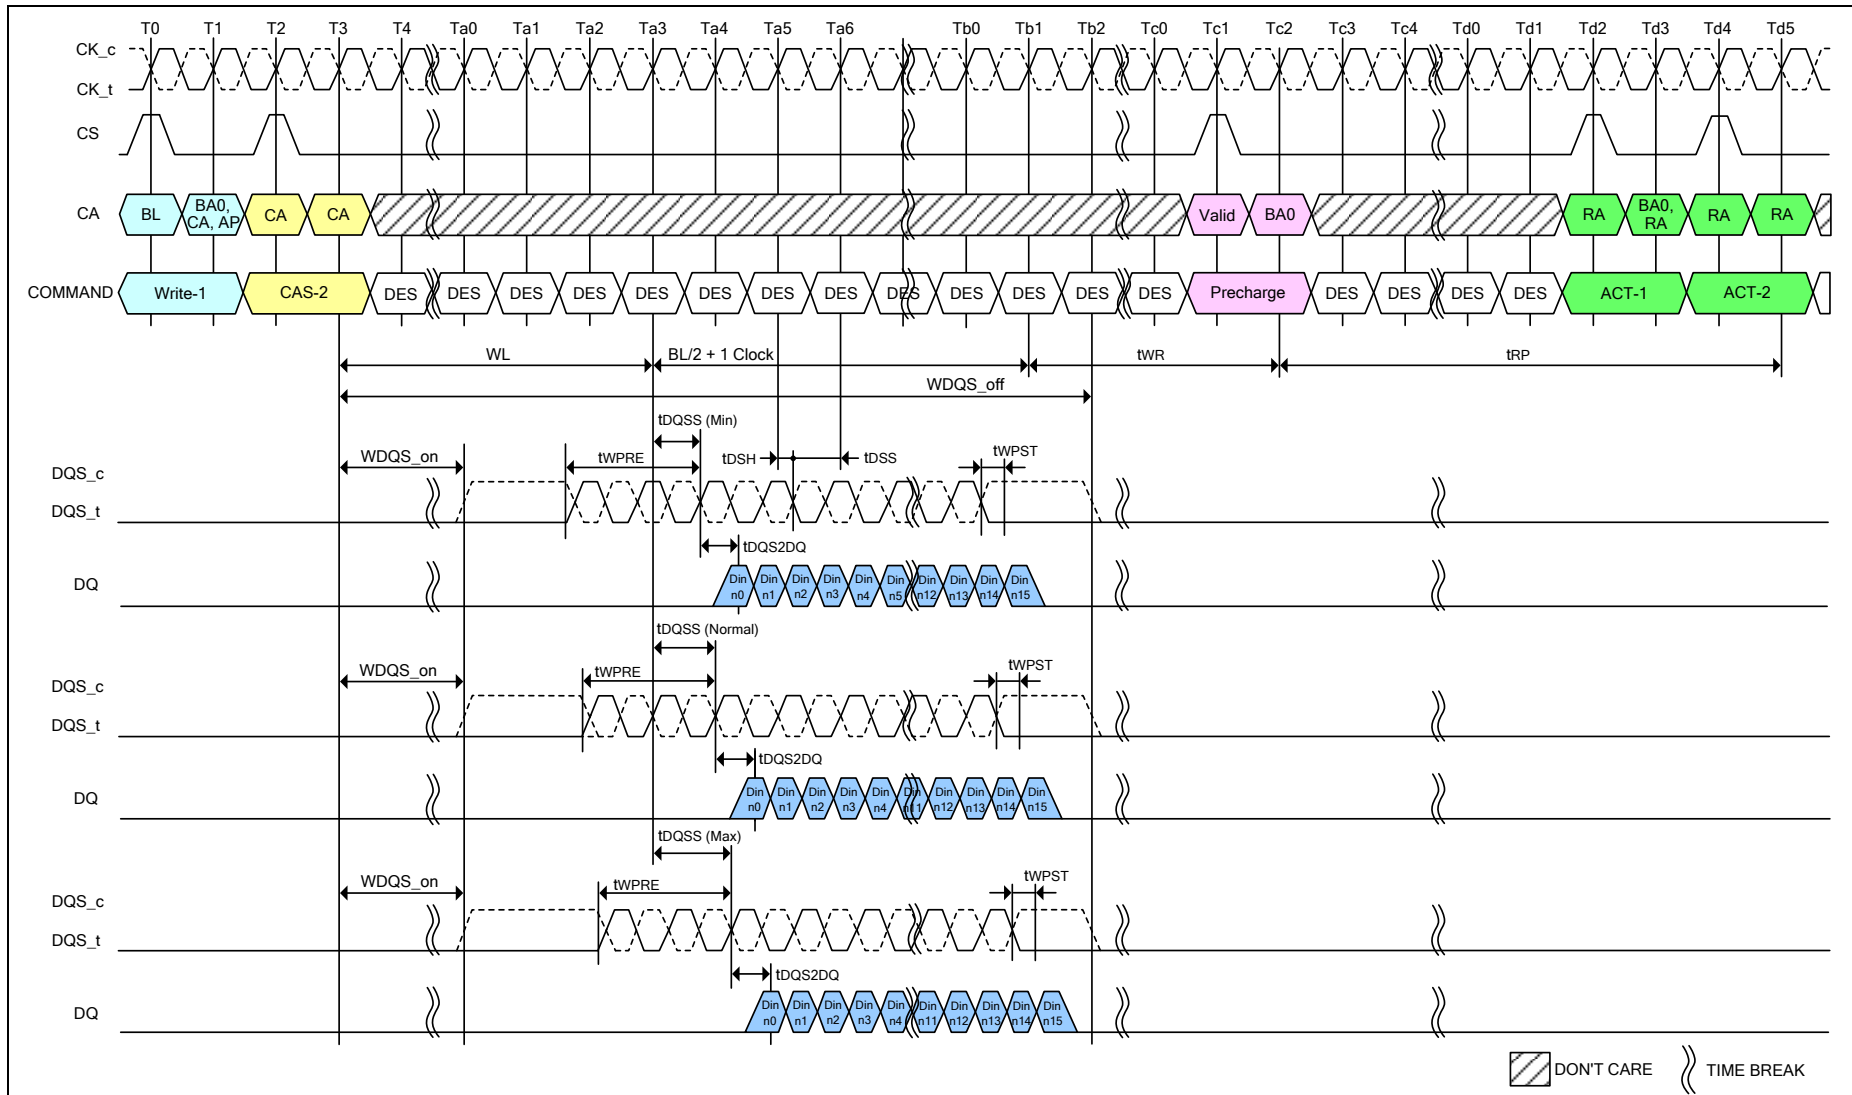 T0 T1 T2 T3 T4 Ta0 Ta1 Ta2 Ta3 Ta4 Ta5 Ta6 Tb0 Tb1 Tb2 Tc0 Tc1 Tc2 Tc3 Tc4 Td0 Td1 Td2 Td3 Td4 Td5
CK_c
CK_t
CS
CA BL BA0, CA, AP CA CA Valid BA0 RA BA0, RA RA RA
COMMAND Write-1 CAS-2 DES DES DES DES DES DES DES DES DES DES DES DES DES Precharge DES DES DES DES ACT-1 ACT-2
WL BL/2 + 1 Clock tWR tRP
WDQS_off
tDQSS (Min)
WDQS_on tWPRE tDSH tDSS tWPST
DQS_c
DQS_t
tDQS2DQ
DQ Din n0 Din n1 Din n2 Din n3 Din n4 Din n5 Din n12 Din n13 Din n14 Din n15
tDQSS (Normal)
WDQS_on tWPRE tWPST
DQS_c
DQS_t
tDQS2DQ
DQ Din n0 Din n1 Din n2 Din n3 Din n4 Din n11 Din n12 Din n13 Din n14 Din n15
tDQSS (Max)
WDQS_on tWPRE tWPST
DQS_c
DQS_t
tDQS2DQ
DQ Din n0 Din n1 Din n2 Din n3 Din n4 Din n11 Din n12 Din n13 Din n14 Din n15
DON'T CARE TIME BREAK